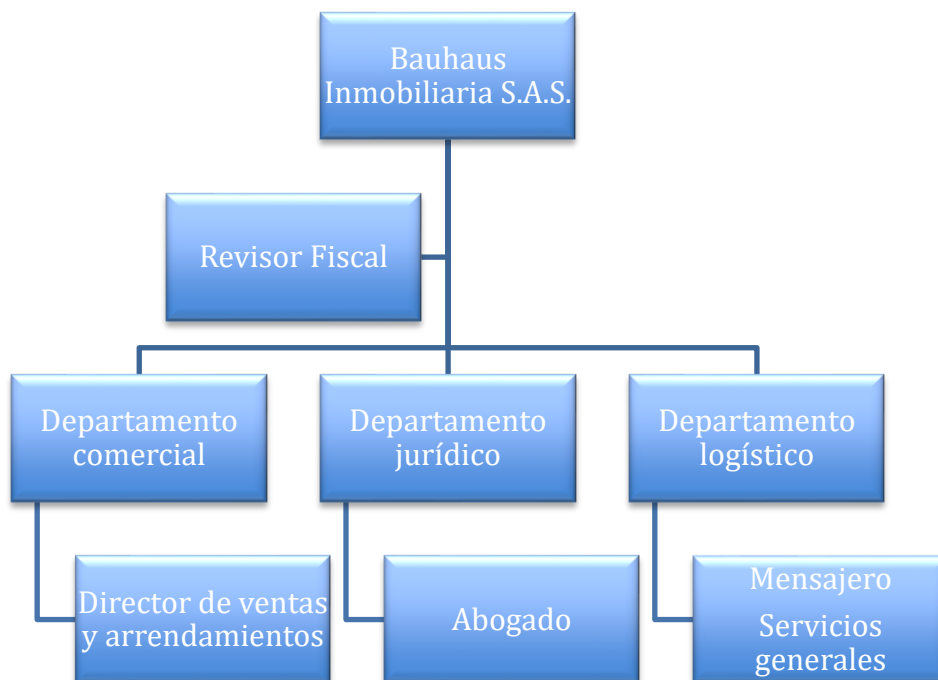 Bauhaus
Inmobiliaria S.A.S.
Revisor Fiscal
Departamento
comercial
Departamento
jurídico
Departamento
logístico
Director de ventas
y arrendamientos
Abogado
Mensajero
Servicios
generales